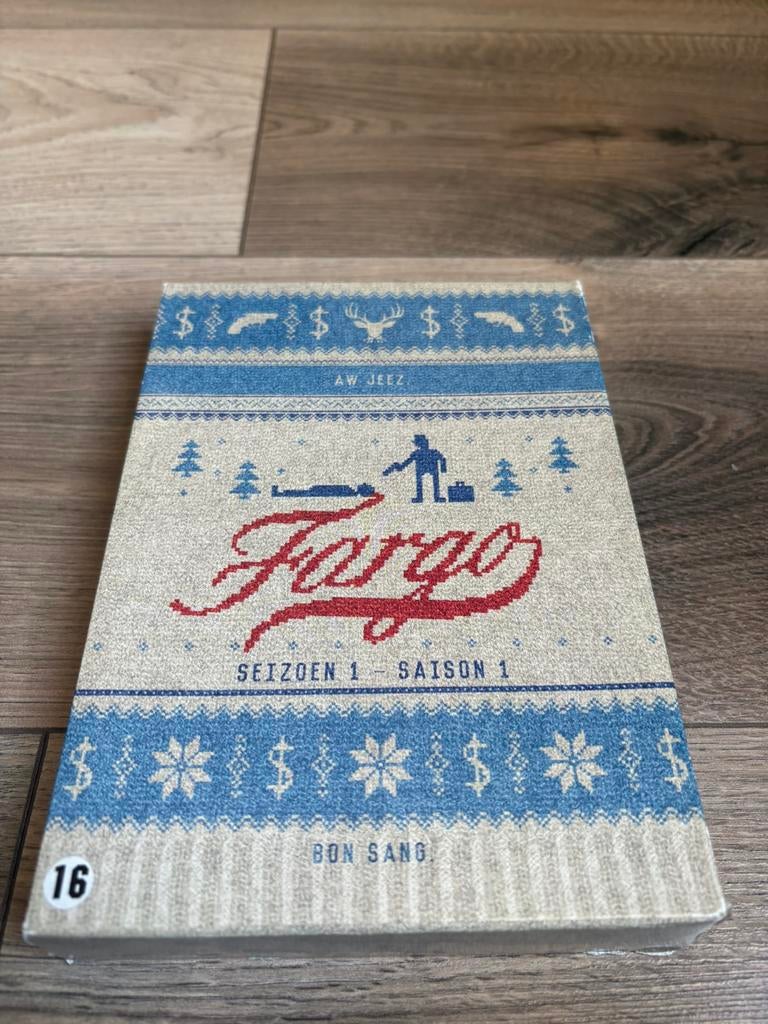 AW JEEZ
Fargo
SEIZOEN 1 – SAISON 1
BON SANG.
16